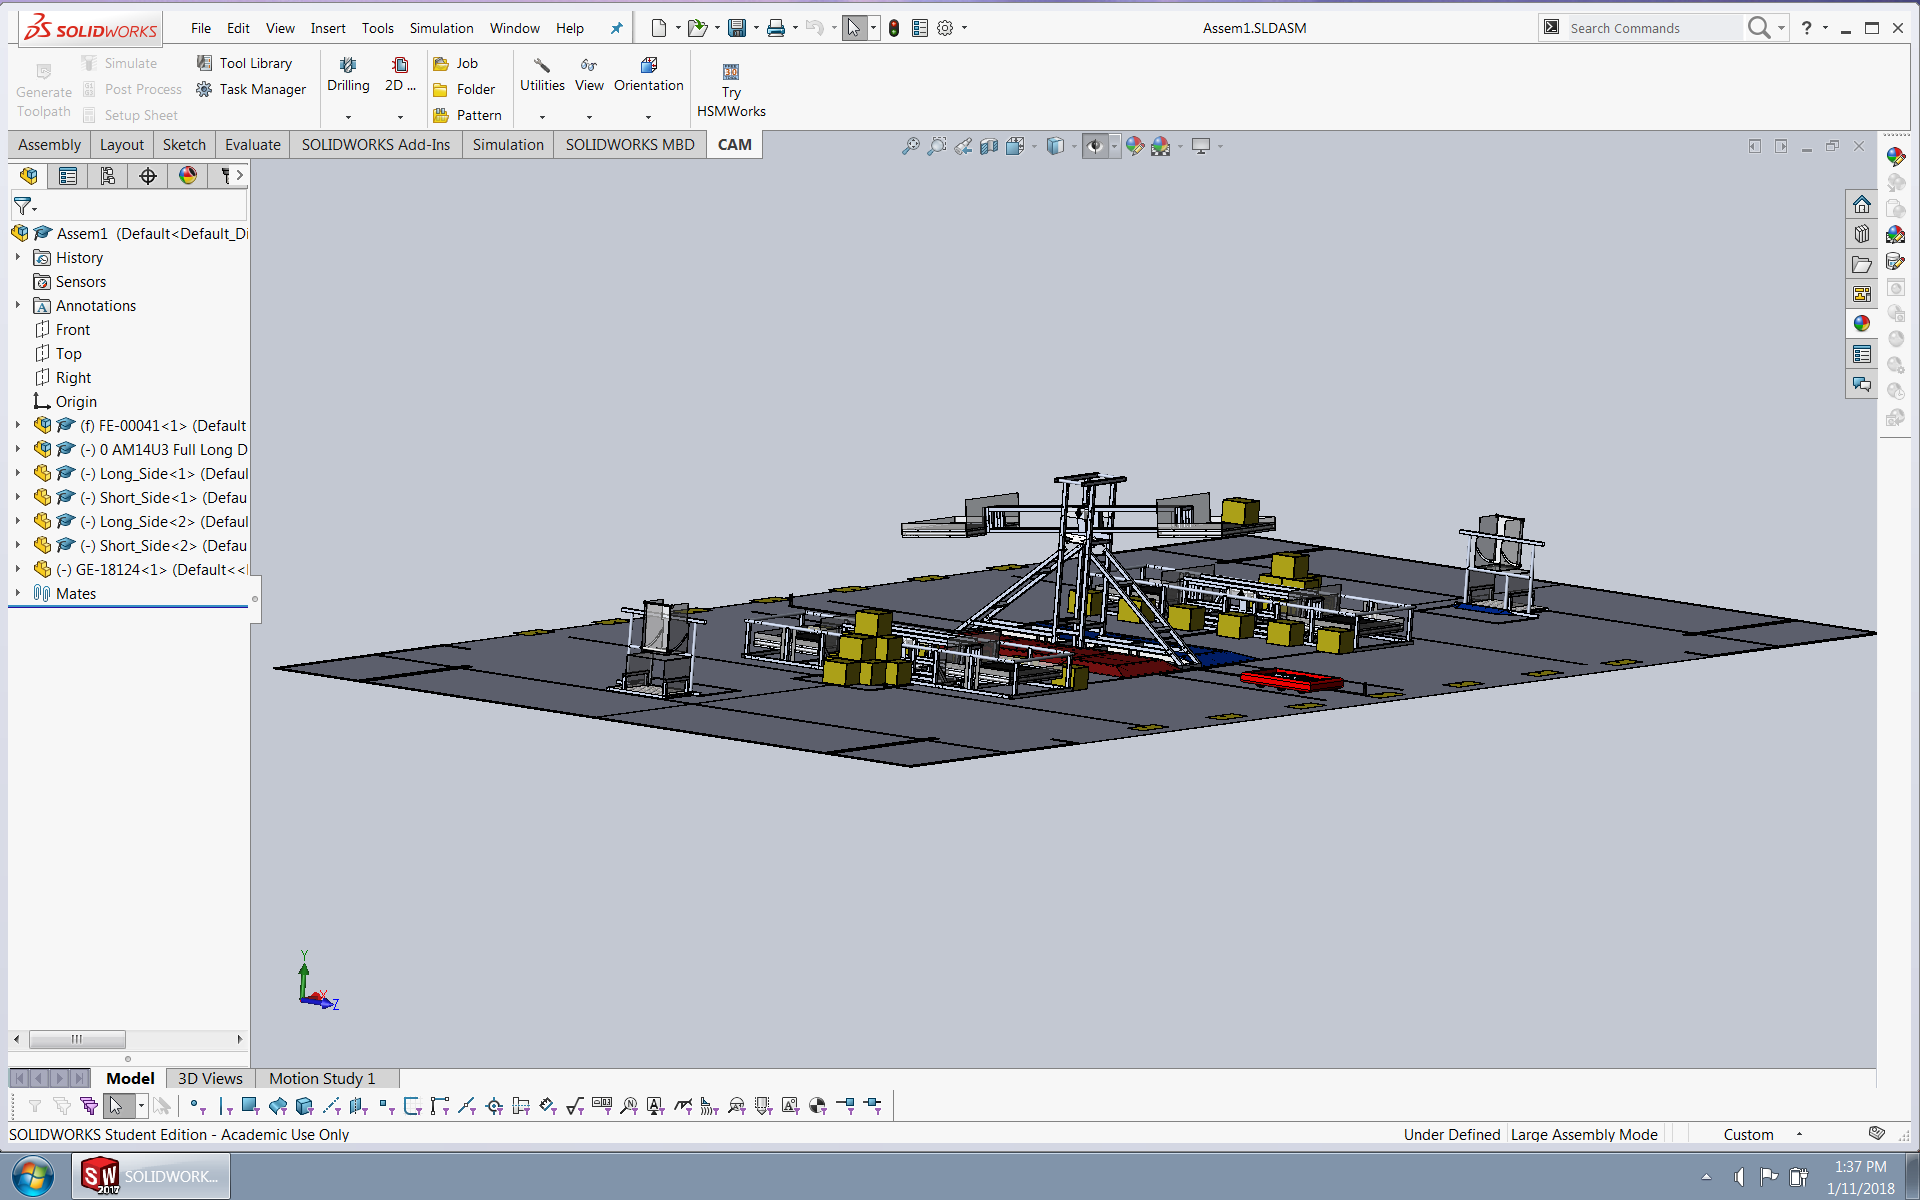 SOLIDWORKS
File Edit View Insert Tools Simulation Window Help
Assem1.SLDASM
Search Commands
?
Generate Toolpath
Simulate
Post Process
Setup Sheet
Tool Library
Task Manager
Drilling
2D ...
Job
Folder
Pattern
Utilities
View
Orientation
Try HSMWorks
Assembly Layout Sketch Evaluate SOLIDWORKS Add-Ins Simulation SOLIDWORKS MBD CAM
Assem1 (Default<Default_Di
History
Sensors
Annotations
Front
Top
Right
Origin
(f) FE-00041<1> (Default
(-) 0 AM14U3 Full Long D
(-) Long_Side<1> (Defaul
(-) Short_Side<1> (Defau
(-) Long_Side<2> (Defaul
(-) Short_Side<2> (Defau
(-) GE-18124<1> (Default<<
Mates
Y
X
Z
Model 3D Views Motion Study 1
SOLIDWORKS Student Edition - Academic Use Only
Under Defined Large Assembly Mode Custom
SW 2017 SOLIDWORK...
1:37 PM
1/11/2018